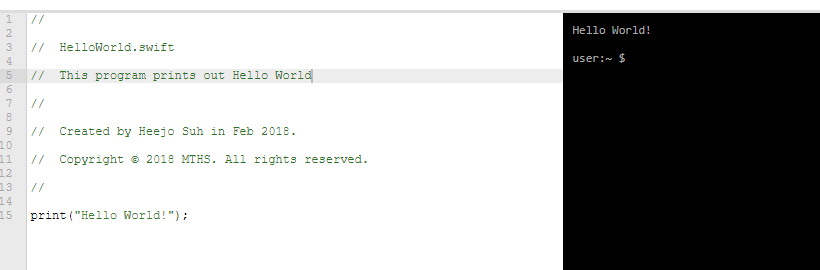 1 //
2
3 //  HelloWorld.swift
4
5 //  This program prints out Hello World
6
7 //
8
9 //  Created by Heejo Suh in Feb 2018.
10
11 //  Copyright © 2018 MTHS. All rights reserved.
12
13 //
14
15 print("Hello World!");
Hello World!
user:~ $